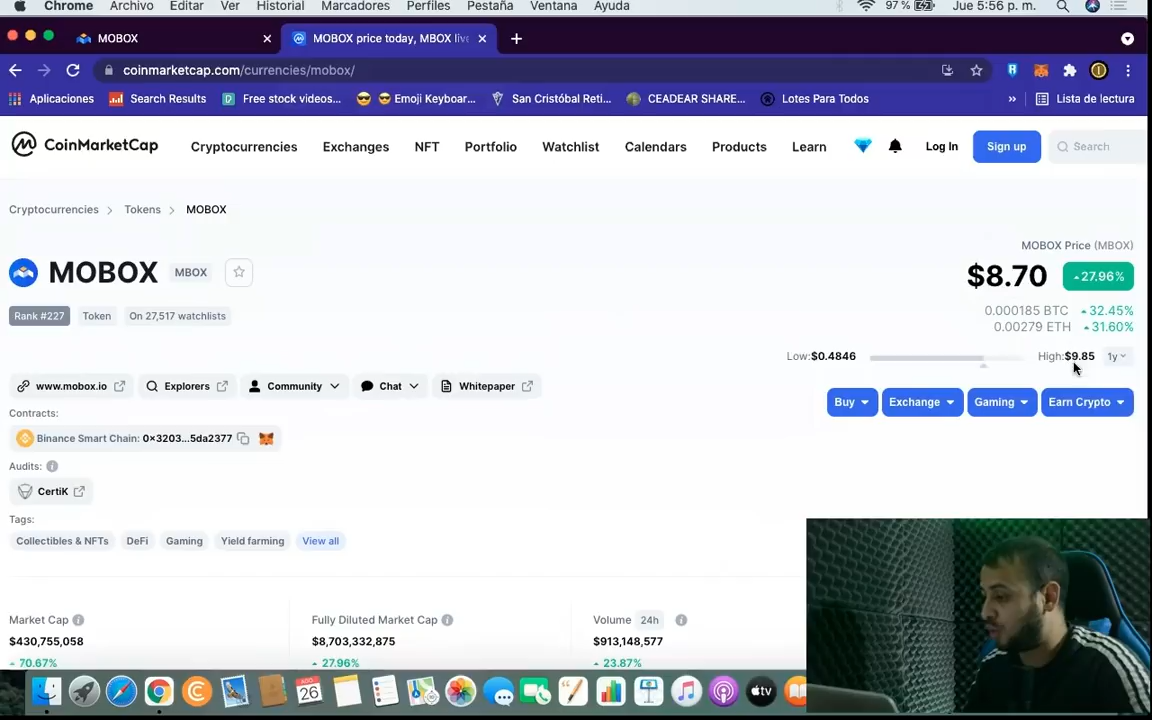 Chrome Archivo Editar Ver Historial Marcadores Perfiles Pestaña Ventana Ayuda 97 % Jue 5:56 p. m.
MOBOX MOBOX price today, MBOX live
coinmarketcap.com/currencies/mobox/
Aplicaciones Search Results Free stock videos... Emoji Keyboar... San Cristóbal Reti... CEADEAR SHARE... Lotes Para Todos » Lista de lectura
CoinMarketCap Cryptocurrencies Exchanges NFT Portfolio Watchlist Calendars Products Learn Log In Sign up Search
Cryptocurrencies > Tokens > MOBOX
MOBOX Price (MBOX)
MOBOX MBOX $8.70 27.96%
0.000185 BTC 32.45%
Rank #227 Token On 27,517 watchlists
0.00279 ETH 31.60%
Low:$0.4846 High:$9.85 1y
www.mobox.io Explorers Community Chat Whitepaper
Buy Exchange Gaming Earn Crypto
Contracts:
Binance Smart Chain: 0x3203...5da2377
Audits:
CertiK
Tags:
Collectibles & NFTs DeFi Gaming Yield farming View all
Market Cap Fully Diluted Market Cap Volume 24h
$430,755,058 $8,703,332,875 $913,148,577
70.67% 27.96% 23.87%
AGO
26
tv